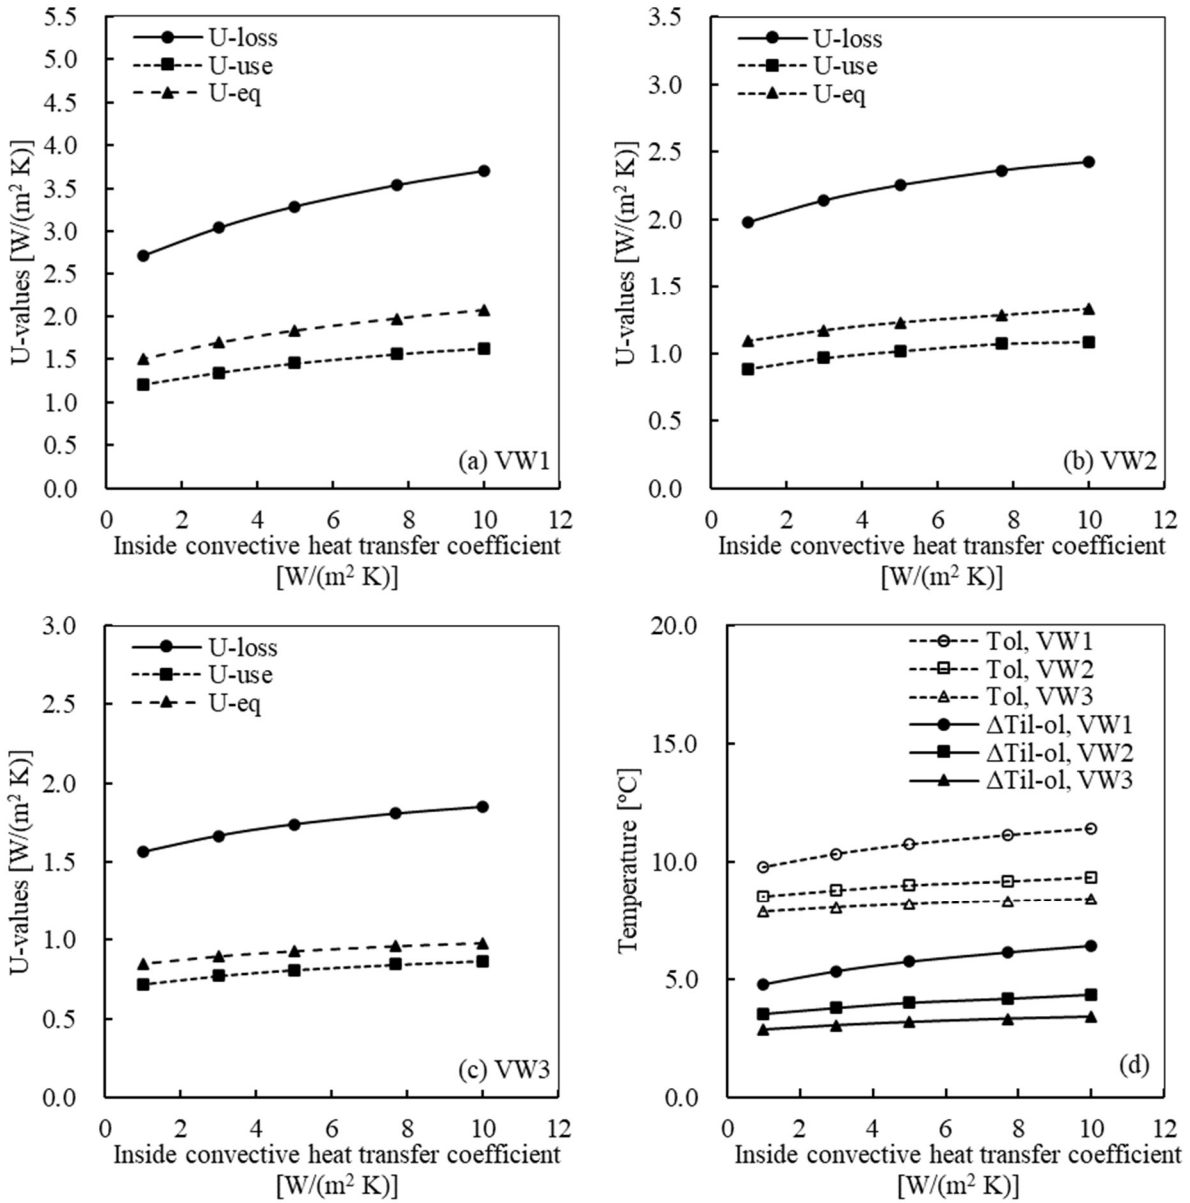 U-values [W/(m² K)]
5.5
5.0
4.5
4.0
3.5
3.0
2.5
2.0
1.5
1.0
0.5
0.0
U-loss
U-use
U-eq
(a) VW1
0 2 4 6 8 10 12
Inside convective heat transfer coefficient
[W/(m² K)]
U-values [W/(m² K)]
3.5
3.0
2.5
2.0
1.5
1.0
0.5
0.0
U-loss
U-use
U-eq
(b) VW2
0 2 4 6 8 10 12
Inside convective heat transfer coefficient
[W/(m² K)]
U-values [W/(m² K)]
3.0
2.5
2.0
1.5
1.0
0.5
0.0
U-loss
U-use
U-eq
(c) VW3
0 2 4 6 8 10 12
Inside convective heat transfer coefficient
[W/(m² K)]
Temperature [°C]
20.0
15.0
10.0
5.0
0.0
Tol, VW1
Tol, VW2
Tol, VW3
ΔTil-ol, VW1
ΔTil-ol, VW2
ΔTil-ol, VW3
(d)
0 2 4 6 8 10 12
Inside convective heat transfer coefficient
[W/(m² K)]